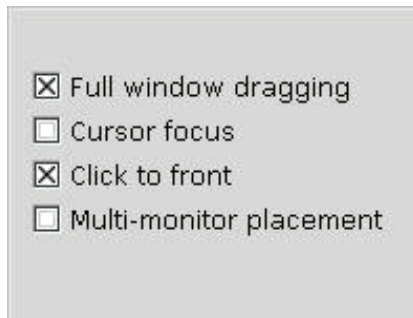 Full window dragging
Cursor focus
Click to front
Multi-monitor placement